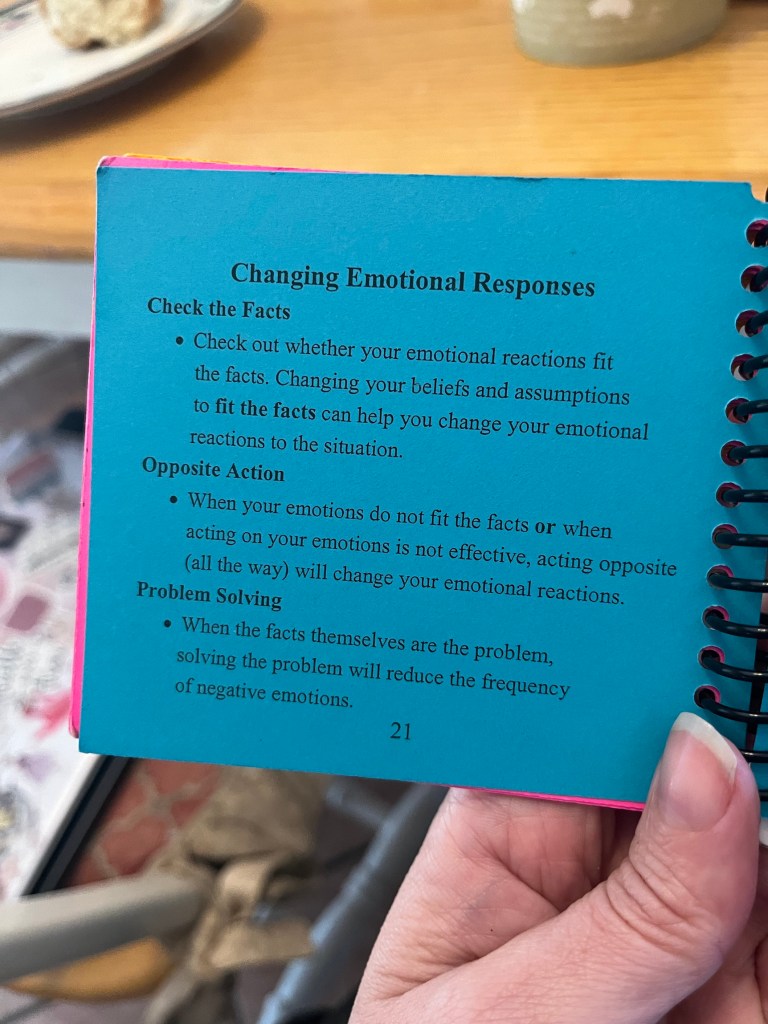 Changing Emotional Responses
Check the Facts
• Check out whether your emotional reactions fit
the facts. Changing your beliefs and assumptions
to fit the facts can help you change your emotional
reactions to the situation.
Opposite Action
• When your emotions do not fit the facts or when
acting on your emotions is not effective, acting opposite
(all the way) will change your emotional reactions.
Problem Solving
• When the facts themselves are the problem,
solving the problem will reduce the frequency
of negative emotions.
21